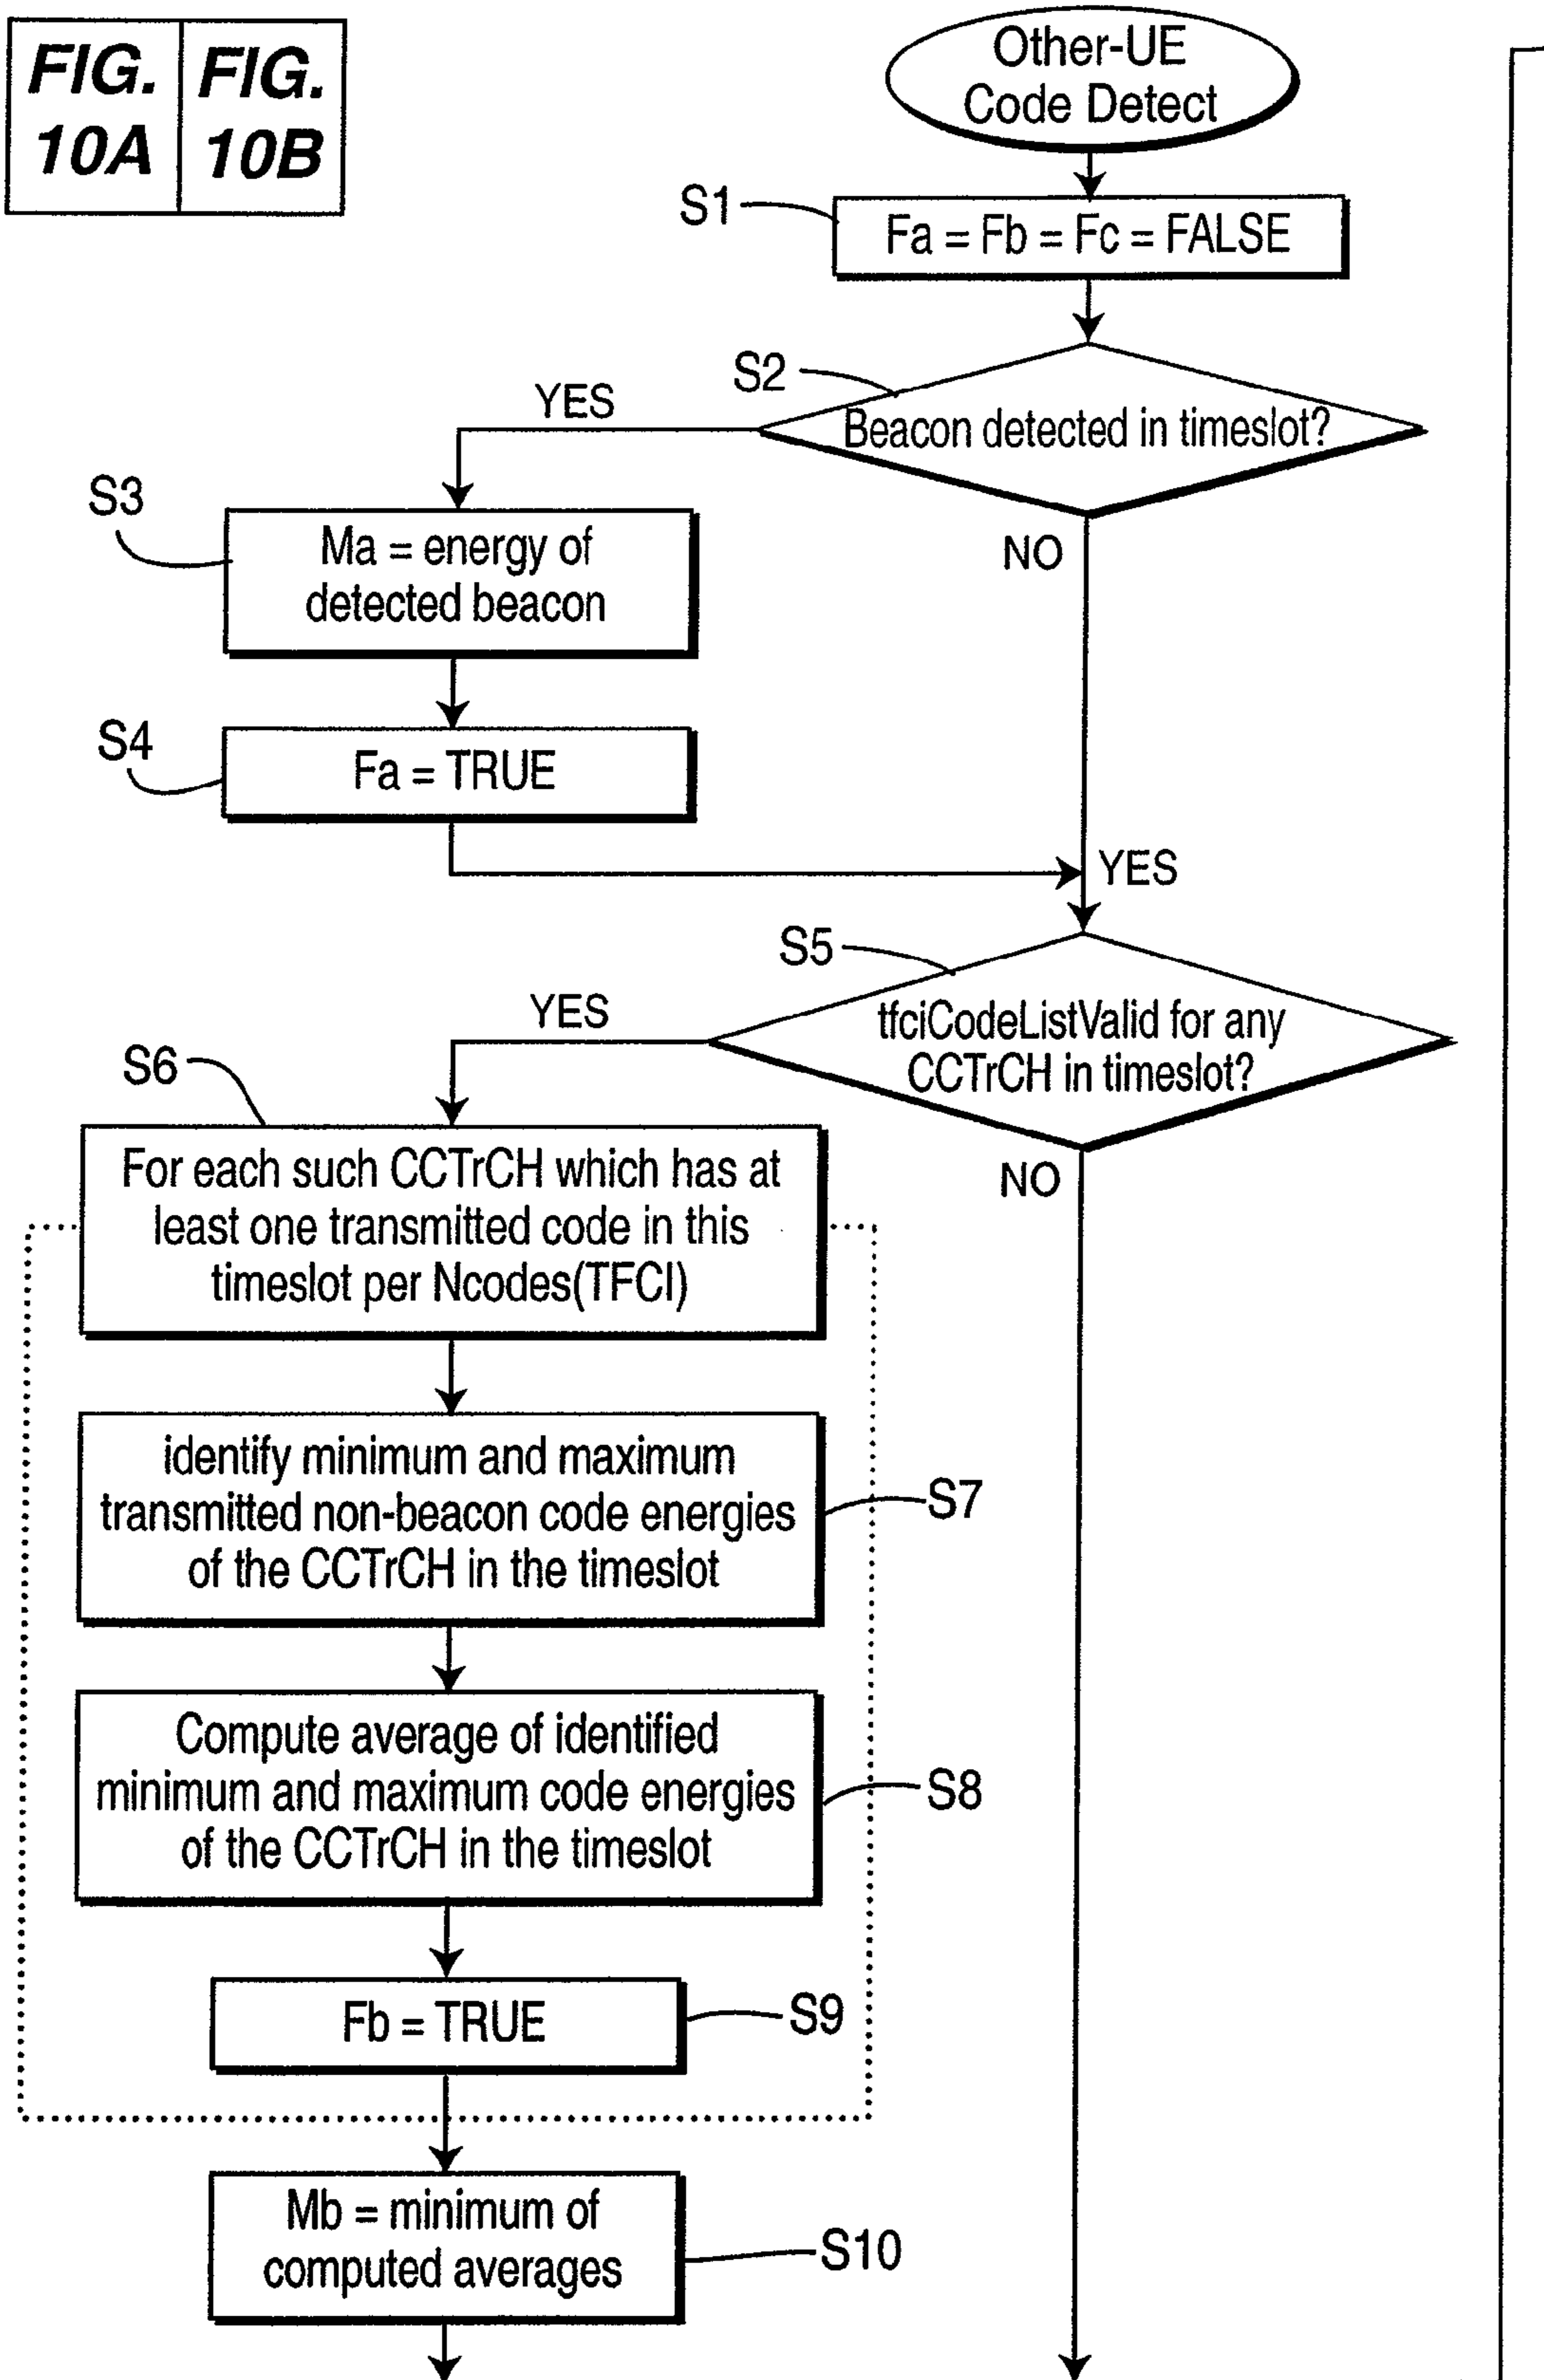 FIG.
10A
FIG.
10B
Other-UE
Code Detect
S1
Fa = Fb = Fc = FALSE
S2
YES
Beacon detected in timeslot?
S3
Ma = energy of
detected beacon
NO
S4
Fa = TRUE
YES
S5
YES
tfciCodeListValid for any
CCTrCH in timeslot?
S6
For each such CCTrCH which has at
least one transmitted code in this
timeslot per Ncodes(TFCI)
NO
identify minimum and maximum
transmitted non-beacon code energies
of the CCTrCH in the timeslot
S7
Compute average of identified
minimum and maximum code energies
of the CCTrCH in the timeslot
S8
Fb = TRUE
S9
Mb = minimum of
computed averages
S10